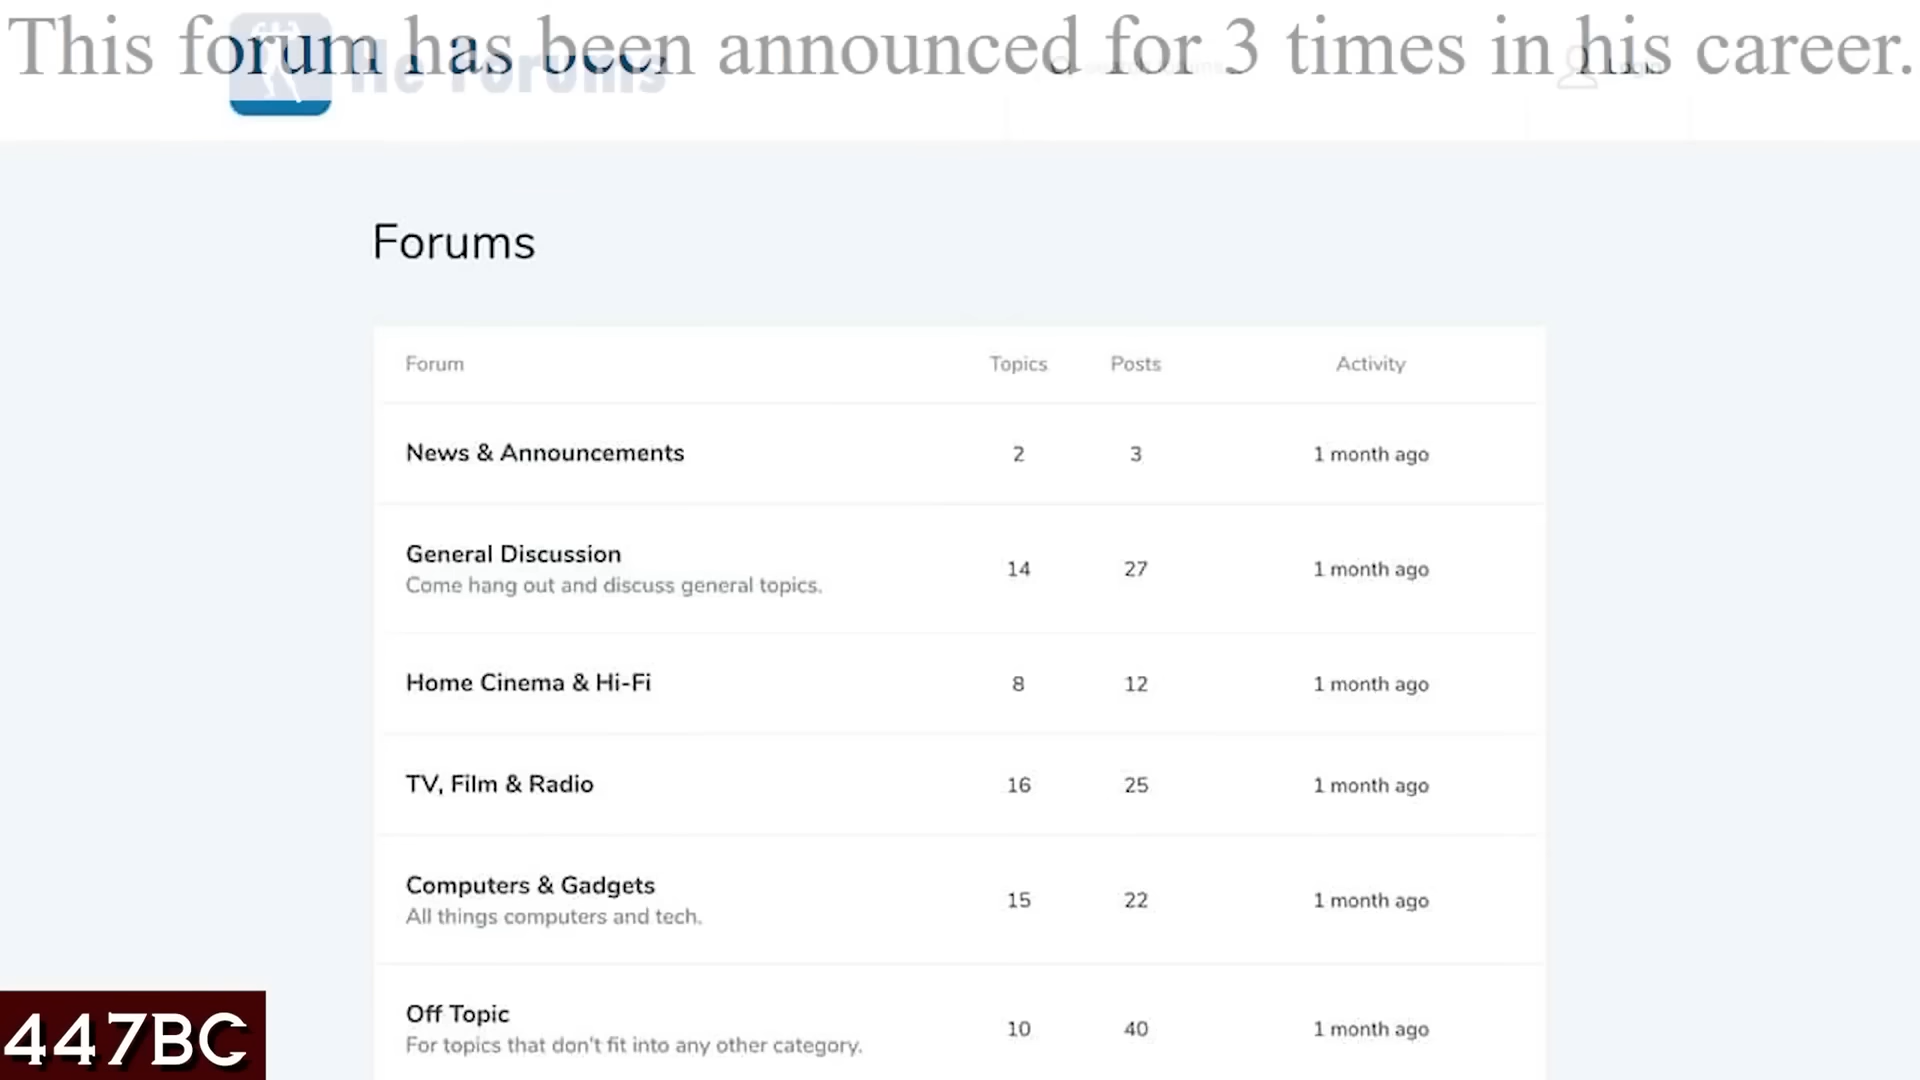 This forum has been announced for 3 times in his career.
Forums
Login
Forums
Forum Topics Posts Activity
News & Announcements 2 3 1 month ago
General Discussion 14 27 1 month ago
Come hang out and discuss general topics.
Home Cinema & Hi-Fi 8 12 1 month ago
TV, Film & Radio 16 25 1 month ago
Computers & Gadgets 15 22 1 month ago
All things computers and tech.
Off Topic 10 40 1 month ago
For topics that don't fit into any other category.
447BC